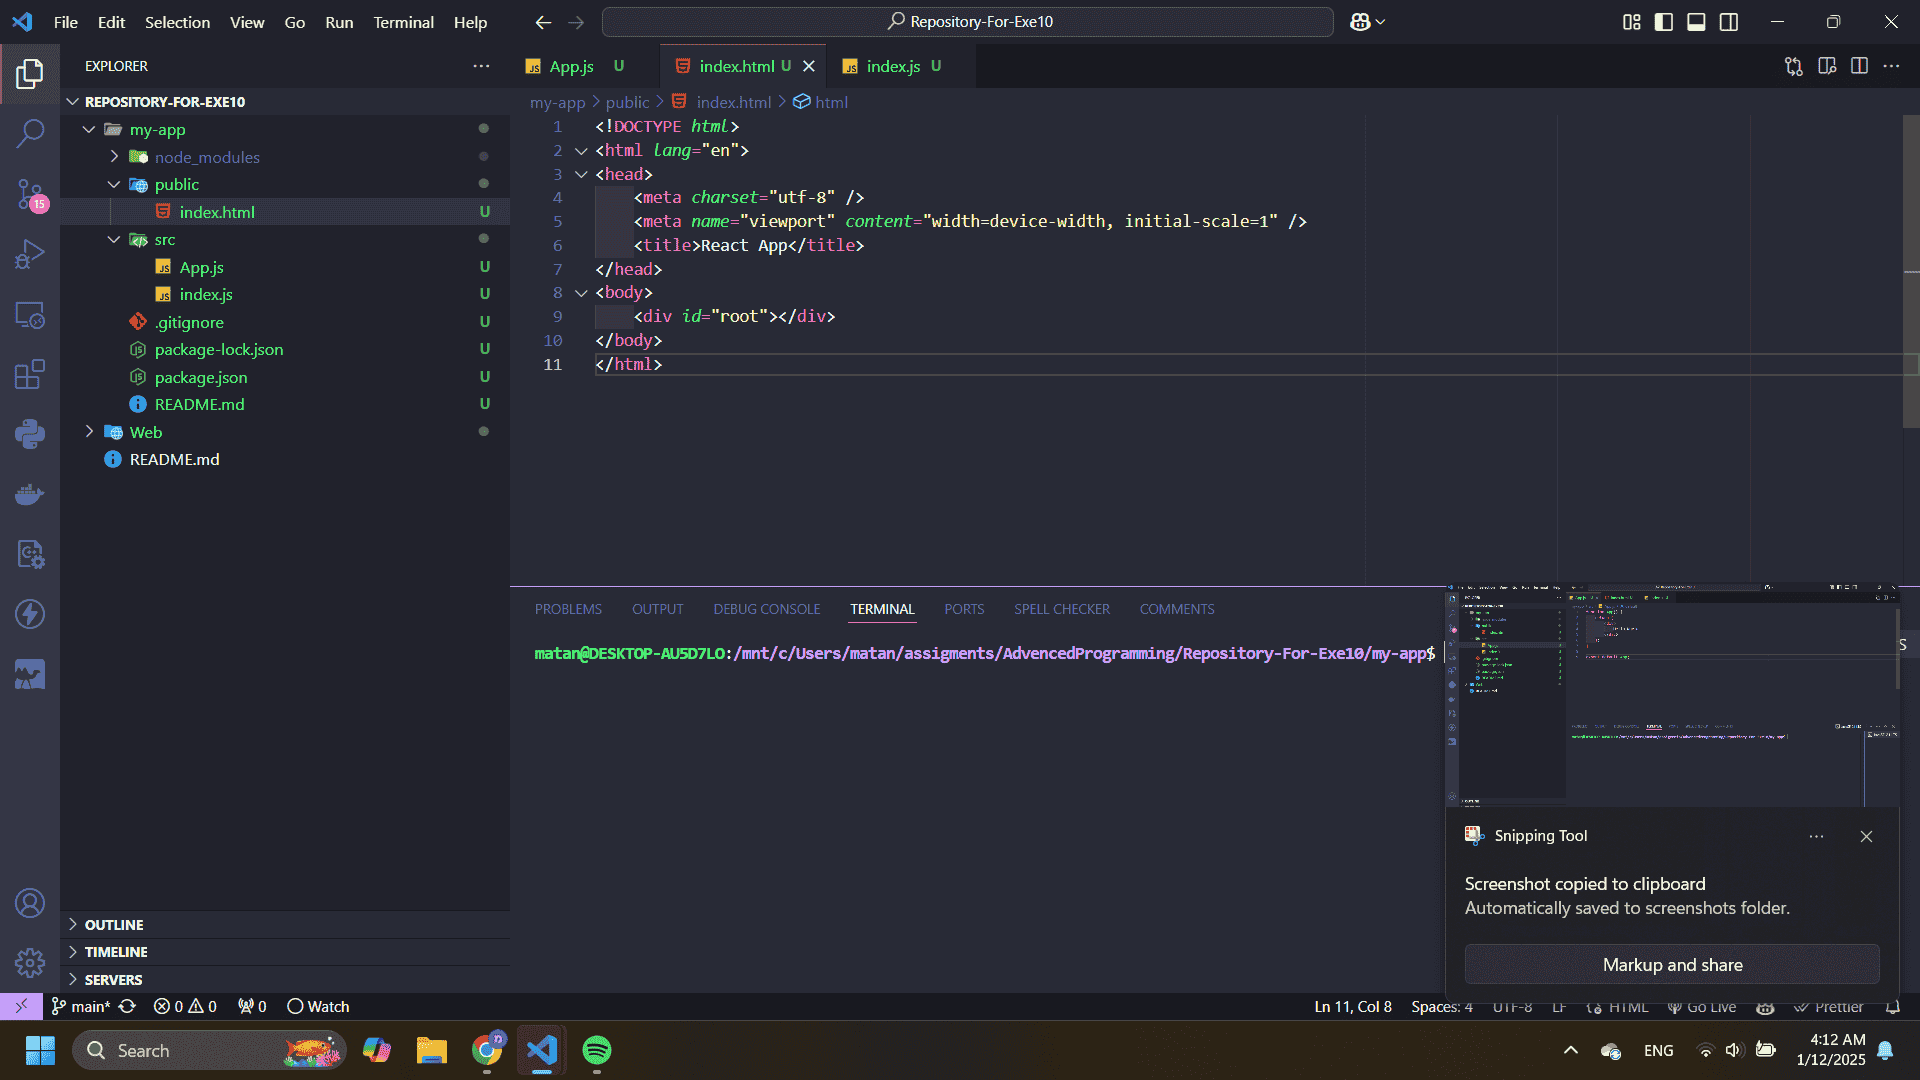 File Edit Selection View Go Run Terminal Help
Repository-For-Exe10
EXPLORER
REPOSITORY-FOR-EXE10
my-app
node_modules
public
index.html U
src
App.js U
index.js U
.gitignore U
package-lock.json U
package.json U
README.md U
Web
README.md
OUTLINE
TIMELINE
SERVERS
15
App.js U
index.html U
index.js U
my-app > public > index.html > html
1 <!DOCTYPE html>
2 <html lang="en">
3 <head>
4 <meta charset="utf-8" />
5 <meta name="viewport" content="width=device-width, initial-scale=1" />
6 <title>React App</title>
7 </head>
8 <body>
9 <div id="root"></div>
10 </body>
11 </html>
PROBLEMS OUTPUT DEBUG CONSOLE TERMINAL PORTS SPELL CHECKER COMMENTS
matan@DESKTOP-AU5D7LO:/mnt/c/Users/matan/assigments/AdvencedProgramming/Repository-For-Exe10/my-app$
Snipping Tool
Screenshot copied to clipboard
Automatically saved to screenshots folder.
Markup and share
main* 0 0 0 Watch
Ln 11, Col 8 Spaces: 4 UTF-8 LF HTML Go Live Prettier
Search
ENG
4:12 AM
1/12/2025